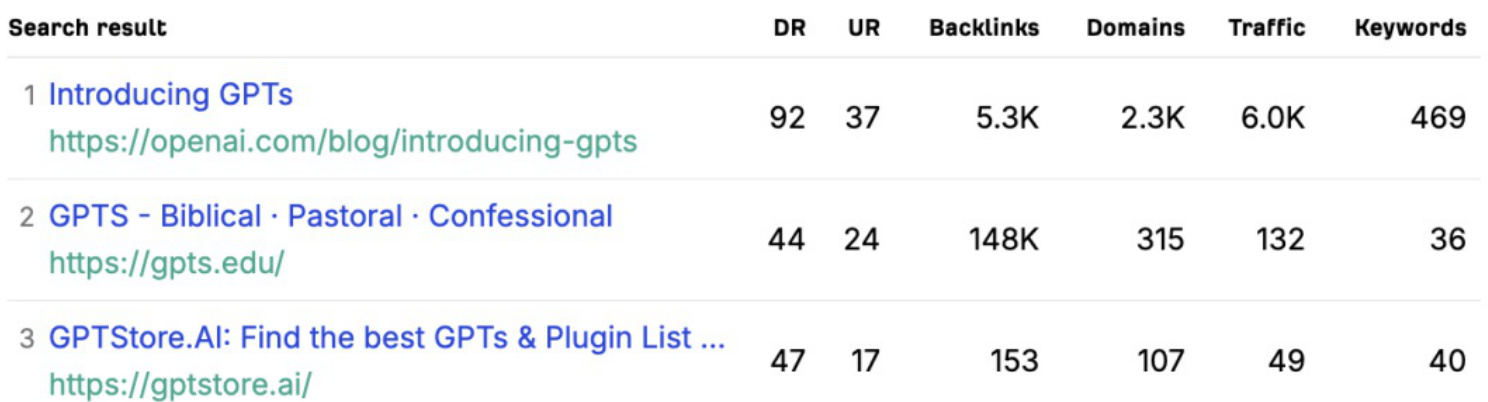 Search result DR UR Backlinks Domains Traffic Keywords
1 Introducing GPTs
https://openai.com/blog/introducing-gpts
92 37 5.3K 2.3K 6.0K 469
2 GPTS - Biblical · Pastoral · Confessional
https://gpts.edu/
44 24 148K 315 132 36
3 GPTStore.AI: Find the best GPTs & Plugin List ...
https://gptstore.ai/
47 17 153 107 49 40